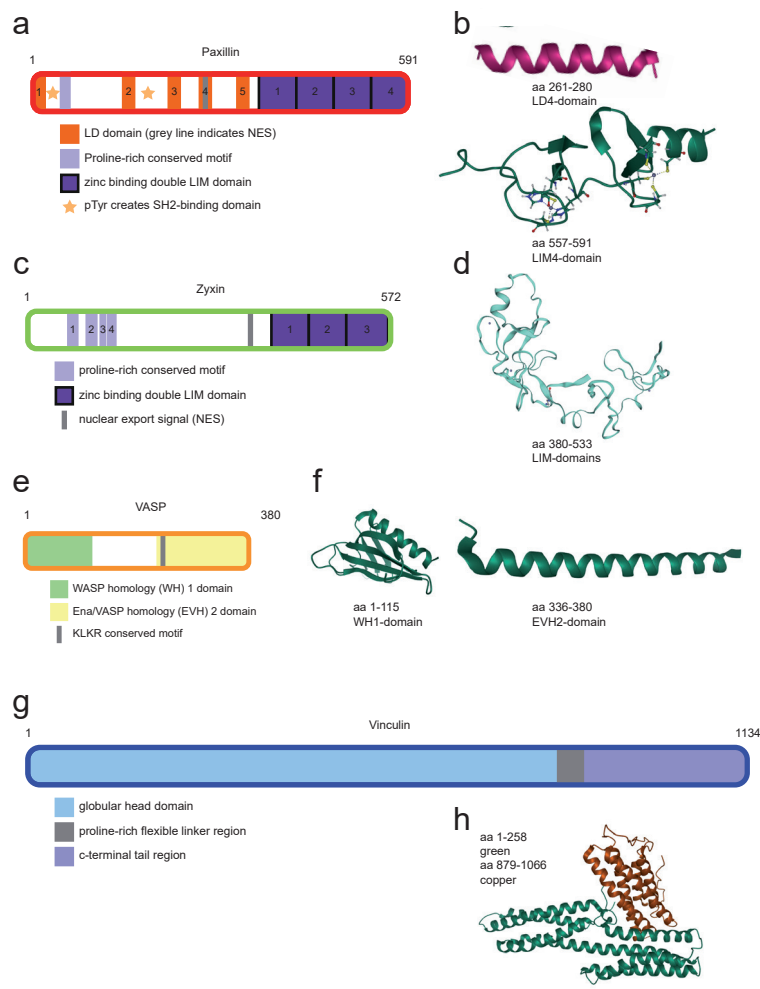 a
Paxillin
1
591
1
2
3
4
5
1
2
3
4
LD domain (grey line indicates NES)
Proline-rich conserved motif
zinc binding double LIM domain
pTyr creates SH2-binding domain
b
aa 261-280
LD4-domain
aa 557-591
LIM4-domain
c
Zyxin
1
572
1
2
3
4
1
2
3
proline-rich conserved motif
zinc binding double LIM domain
nuclear export signal (NES)
d
aa 380-533
LIM-domains
e
VASP
1
380
WASP homology (WH) 1 domain
Ena/VASP homology (EVH) 2 domain
KLKR conserved motif
f
aa 1-115
WH1-domain
aa 336-380
EVH2-domain
g
Vinculin
1
1134
globular head domain
proline-rich flexible linker region
c-terminal tail region
h
aa 1-258
green
aa 879-1066
copper